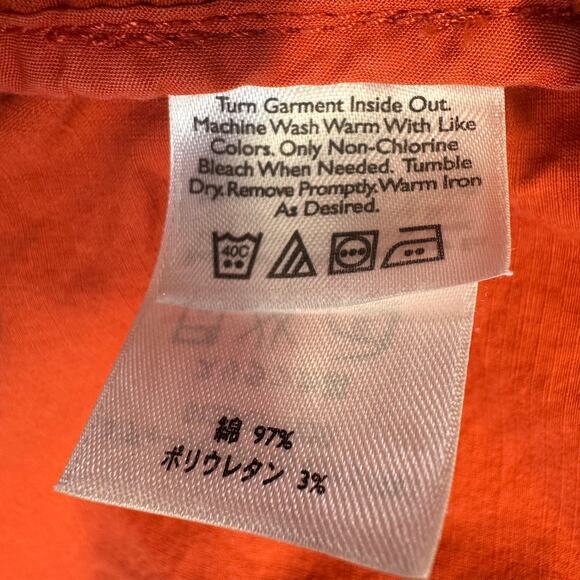 Turn Garment Inside Out.
Machine Wash Warm With Like
Colors. Only Non-Chlorine
Bleach When Needed. Tumble
Dry. Remove Promptly. Warm Iron
As Desired.
40C
綿 97%
ポリウレタン 3%